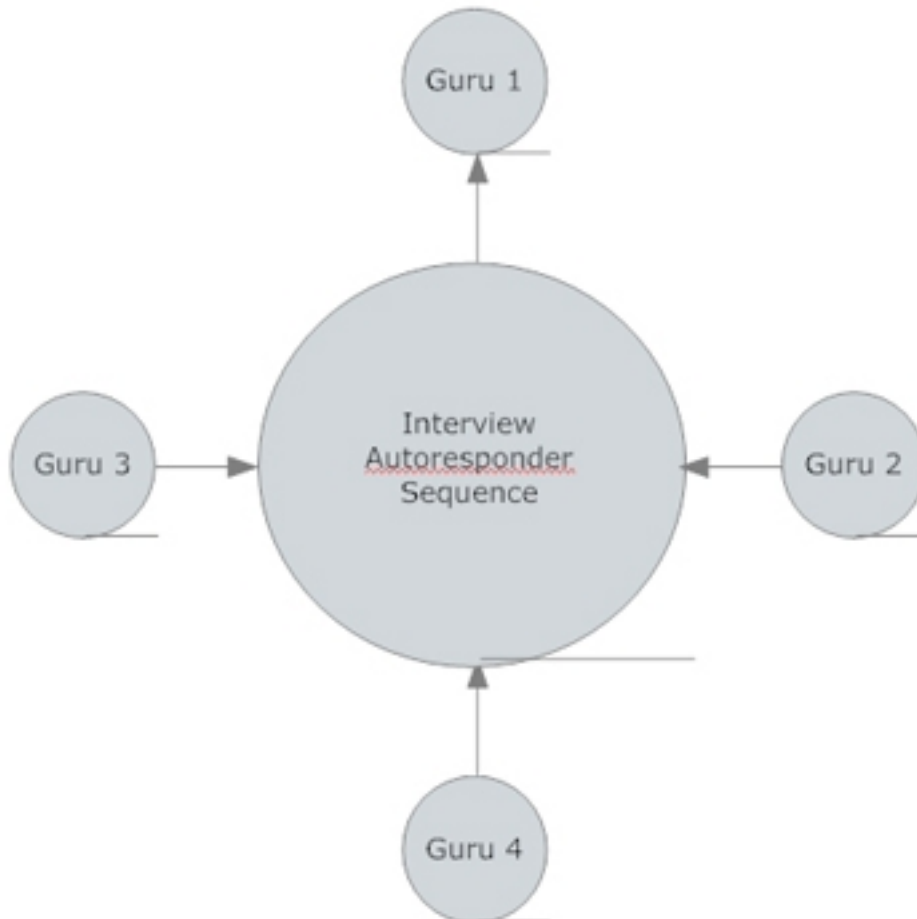 Guru 1
Interview
Autoresponder
Sequence
Guru 3
Guru 2
Guru 4